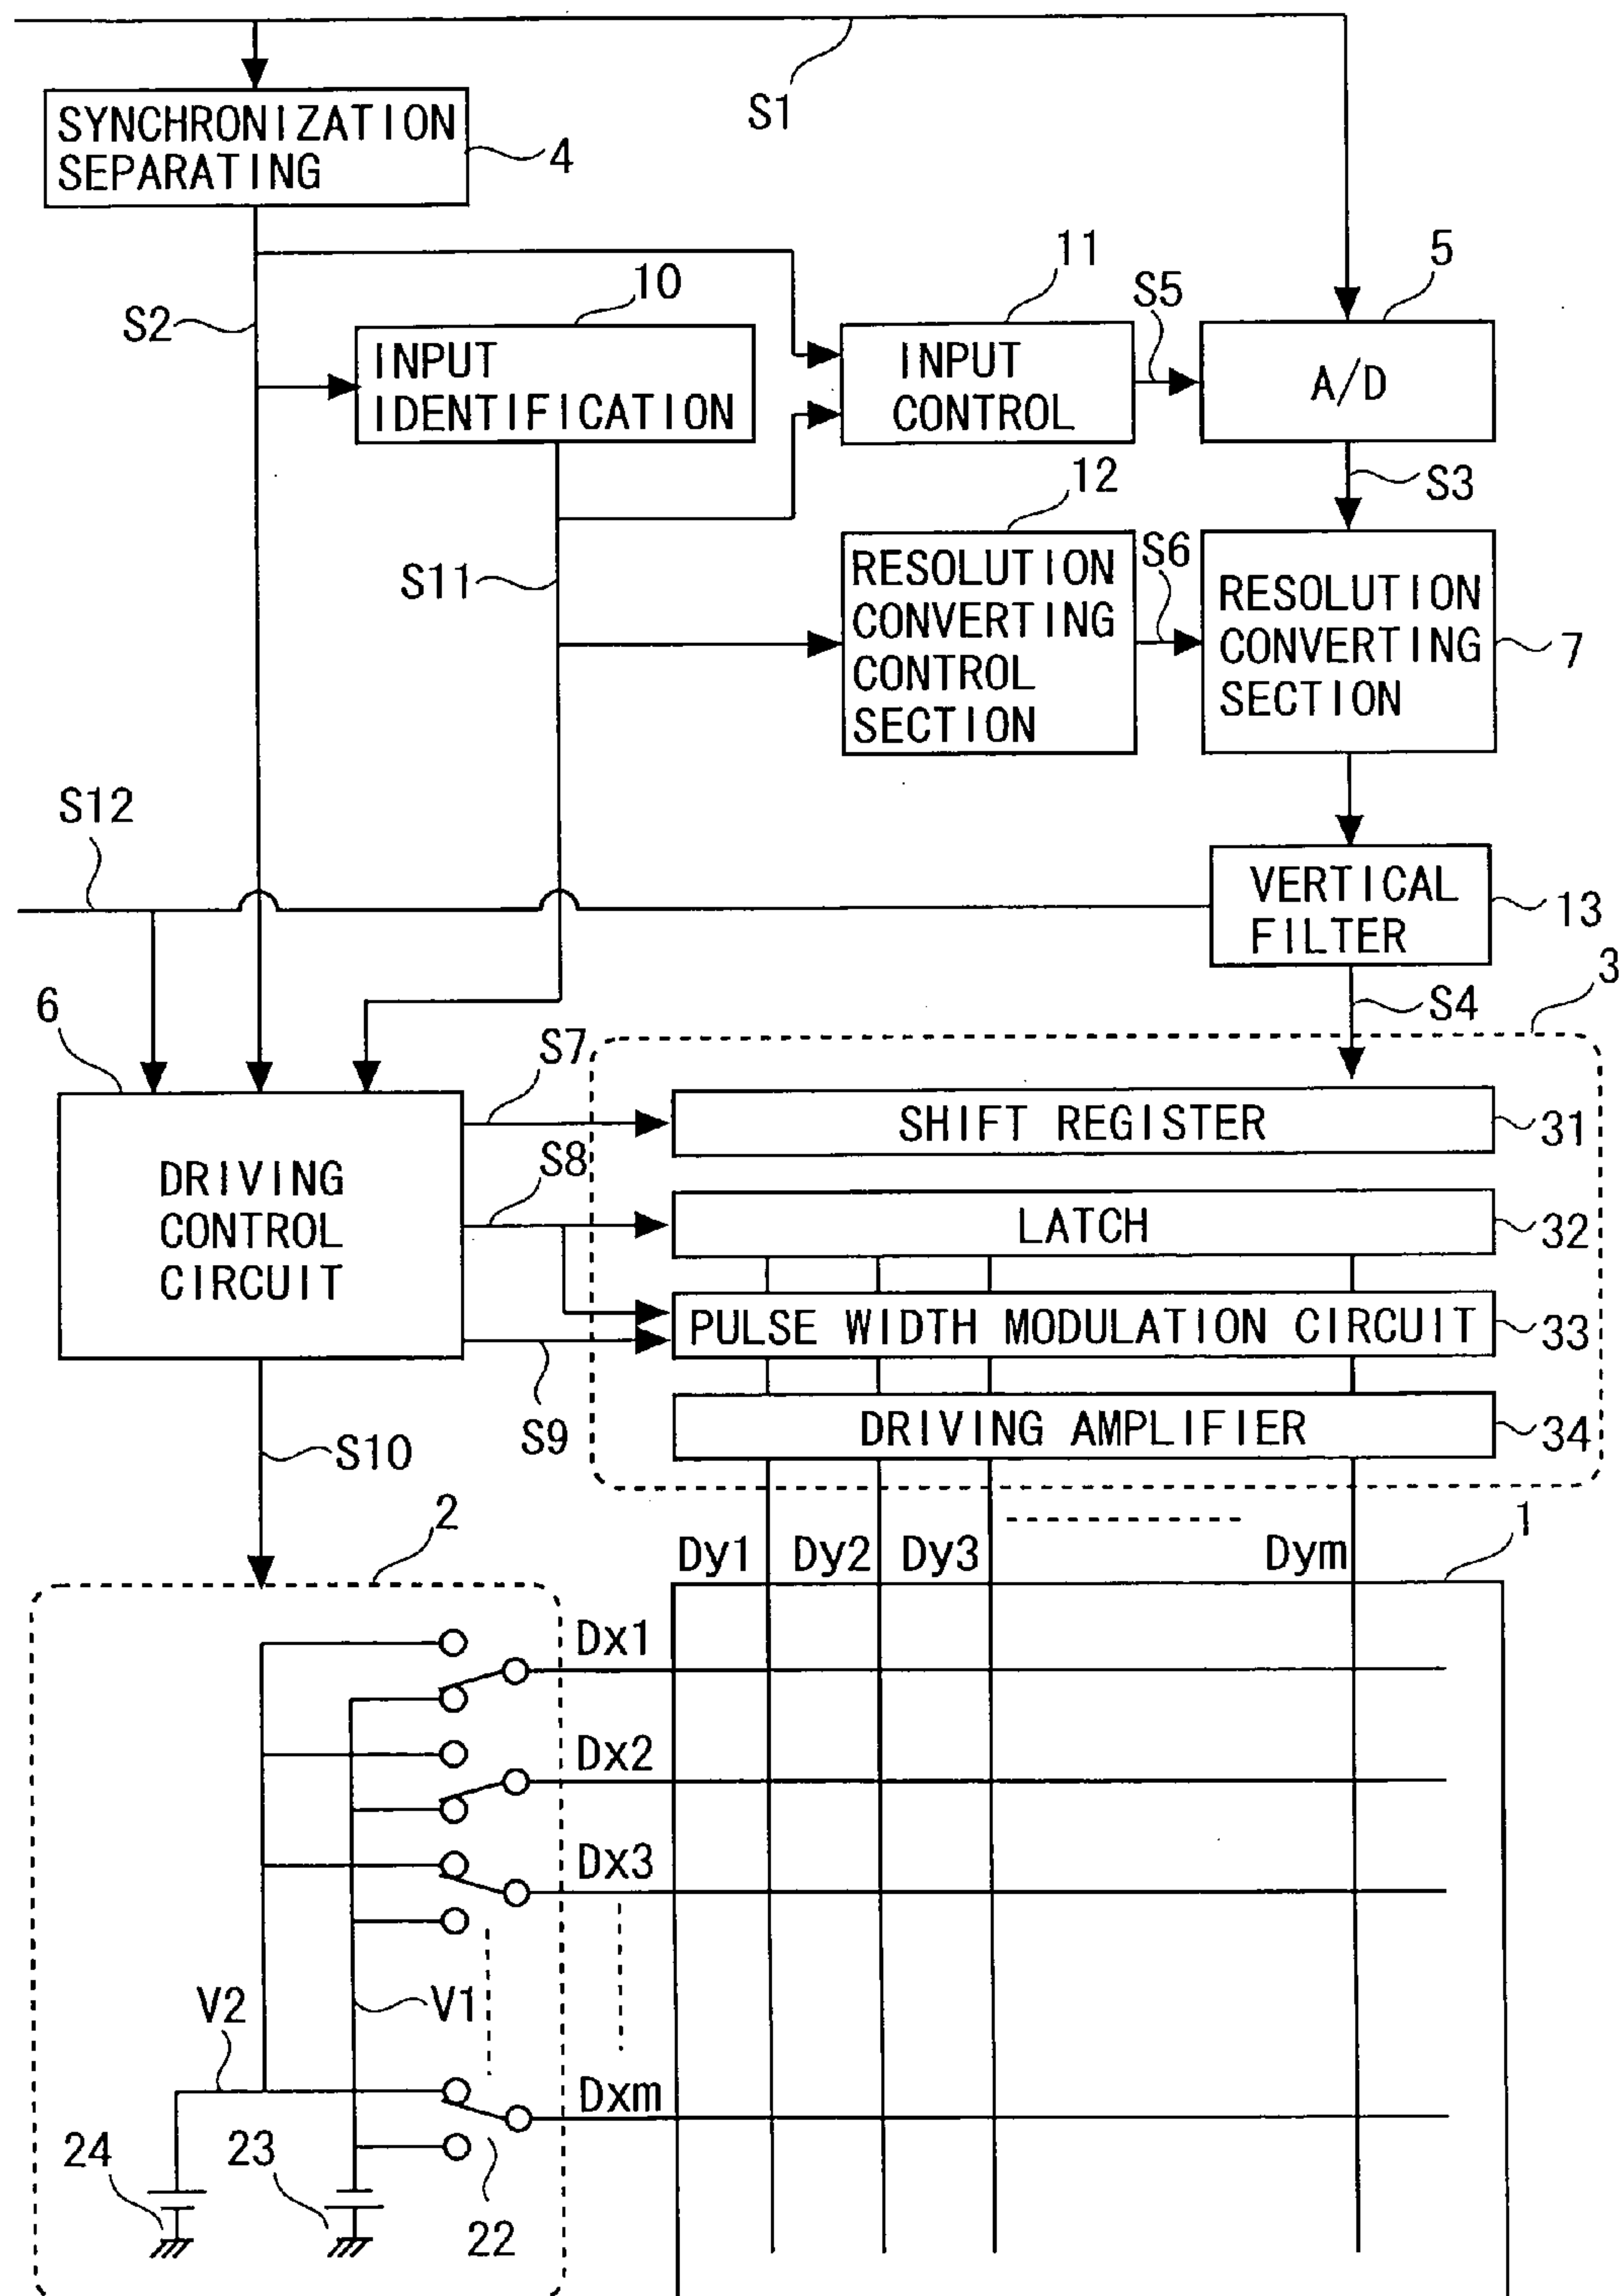 S1
SYNCHRONIZATION
SEPARATING
4
S2
10
INPUT
IDENTIFICATION
11
INPUT
CONTROL
S5
5
A/D
S3
S11
12
RESOLUTION
CONVERTING
CONTROL
SECTION
S6
RESOLUTION
CONVERTING
SECTION
7
S12
VERTICAL
FILTER
13
S4
3
6
DRIVING
CONTROL
CIRCUIT
S7
S8
S9
S10
SHIFT REGISTER
31
LATCH
32
PULSE WIDTH MODULATION CIRCUIT
33
DRIVING AMPLIFIER
34
2
Dy1
Dy2
Dy3
Dym
1
Dx1
Dx2
Dx3
V2
V1
Dxm
24
23
22